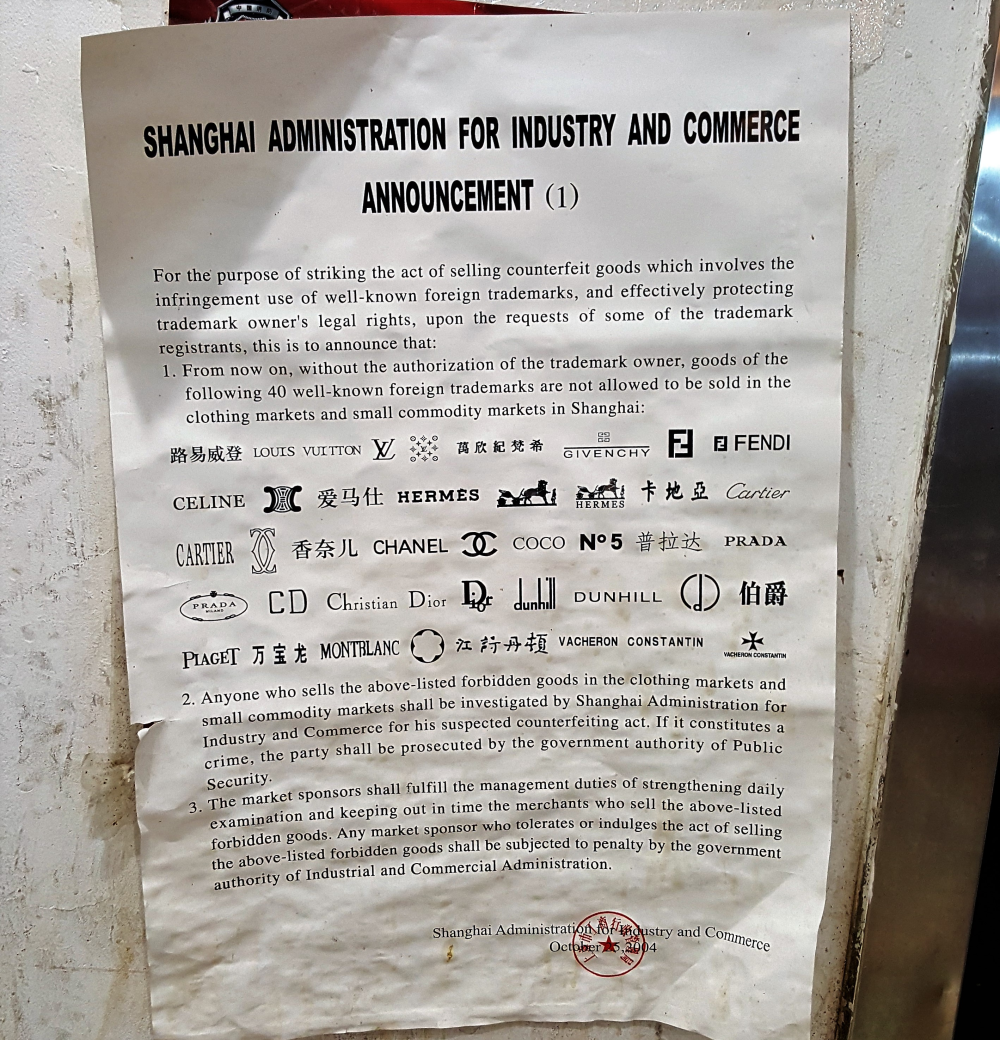 SHANGHAI ADMINISTRATION FOR INDUSTRY AND COMMERCE
ANNOUNCEMENT (1)
For the purpose of striking the act of selling counterfeit goods which involves the
infringement use of well-known foreign trademarks, and effectively protecting
trademark owner's legal rights, upon the requests of some of the trademark
registrants, this is to announce that:
1. From now on, without the authorization of the trademark owner, goods of the
following 40 well-known foreign trademarks are not allowed to be sold in the
clothing markets and small commodity markets in Shanghai:
路易威登 LOUIS VUITTON LV 萬欣紀梵希 GIVENCHY FENDI
CELINE 爱马仕 HERMÈS HERMÈS 卡地亞 Cartier
CARTIER 香奈儿 CHANEL COCO Nº5 普拉达 PRADA
PRADA MILANO CD Christian Dior Dior dunhill DUNHILL 伯爵
PIAGET 万宝龙 MONTBLANC 江詩丹頓 VACHERON CONSTANTIN VACHERON CONSTANTIN
2. Anyone who sells the above-listed forbidden goods in the clothing markets and
small commodity markets shall be investigated by Shanghai Administration for
Industry and Commerce for his suspected counterfeiting act. If it constitutes a
crime, the party shall be prosecuted by the government authority of Public
Security.
3. The market sponsors shall fulfill the management duties of strengthening daily
examination and keeping out in time the merchants who sell the above-listed
forbidden goods. Any market sponsor who tolerates or indulges the act of selling
the above-listed forbidden goods shall be subjected to penalty by the government
authority of Industrial and Commercial Administration.
Shanghai Administration for Industry and Commerce
October 2004